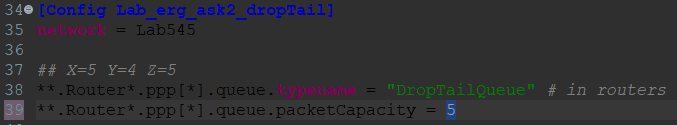 34 [Config Lab_erg_ask2_dropTail]
35 network = Lab545
36
37 ## X=5 Y=4 Z=5
38 **.Router*.ppp[*].queue.typename = "DropTailQueue" # in routers
39 **.Router*.ppp[*].queue.packetCapacity = 5